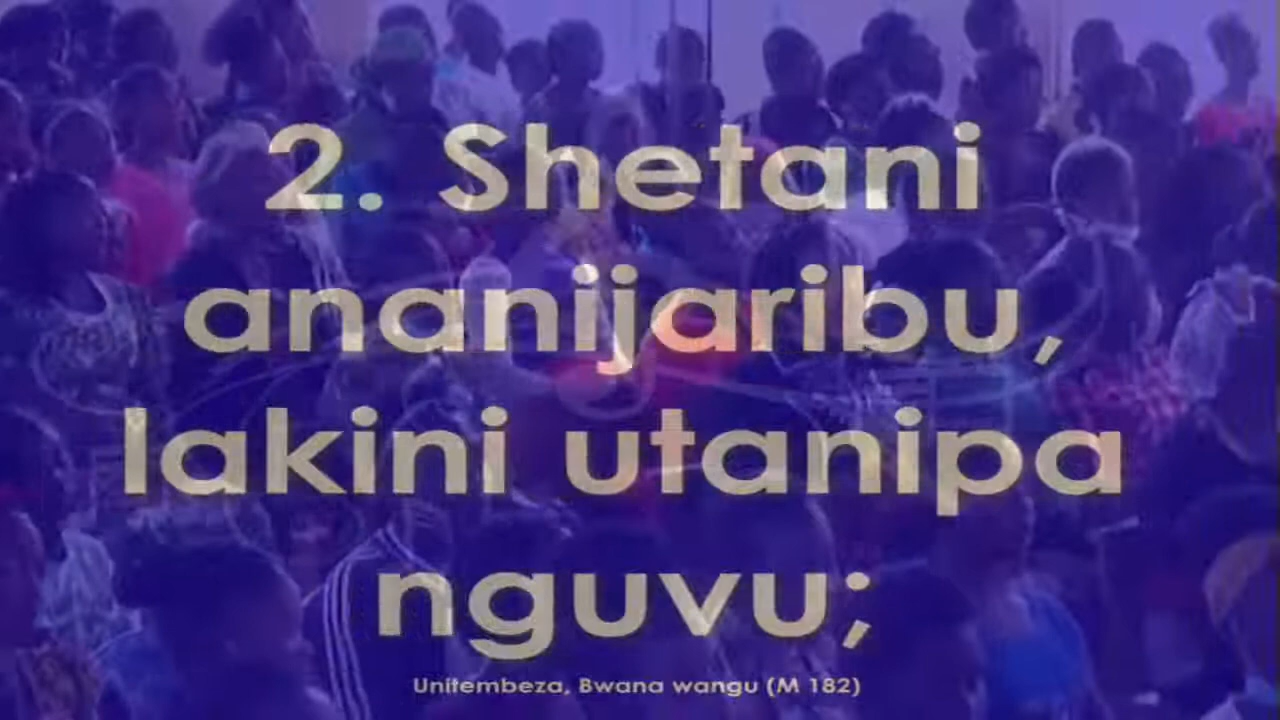 2. Shetani
ananijaribu,
lakini utanipa
nguvu;
Unitembeza, Bwana wangu (M 182)